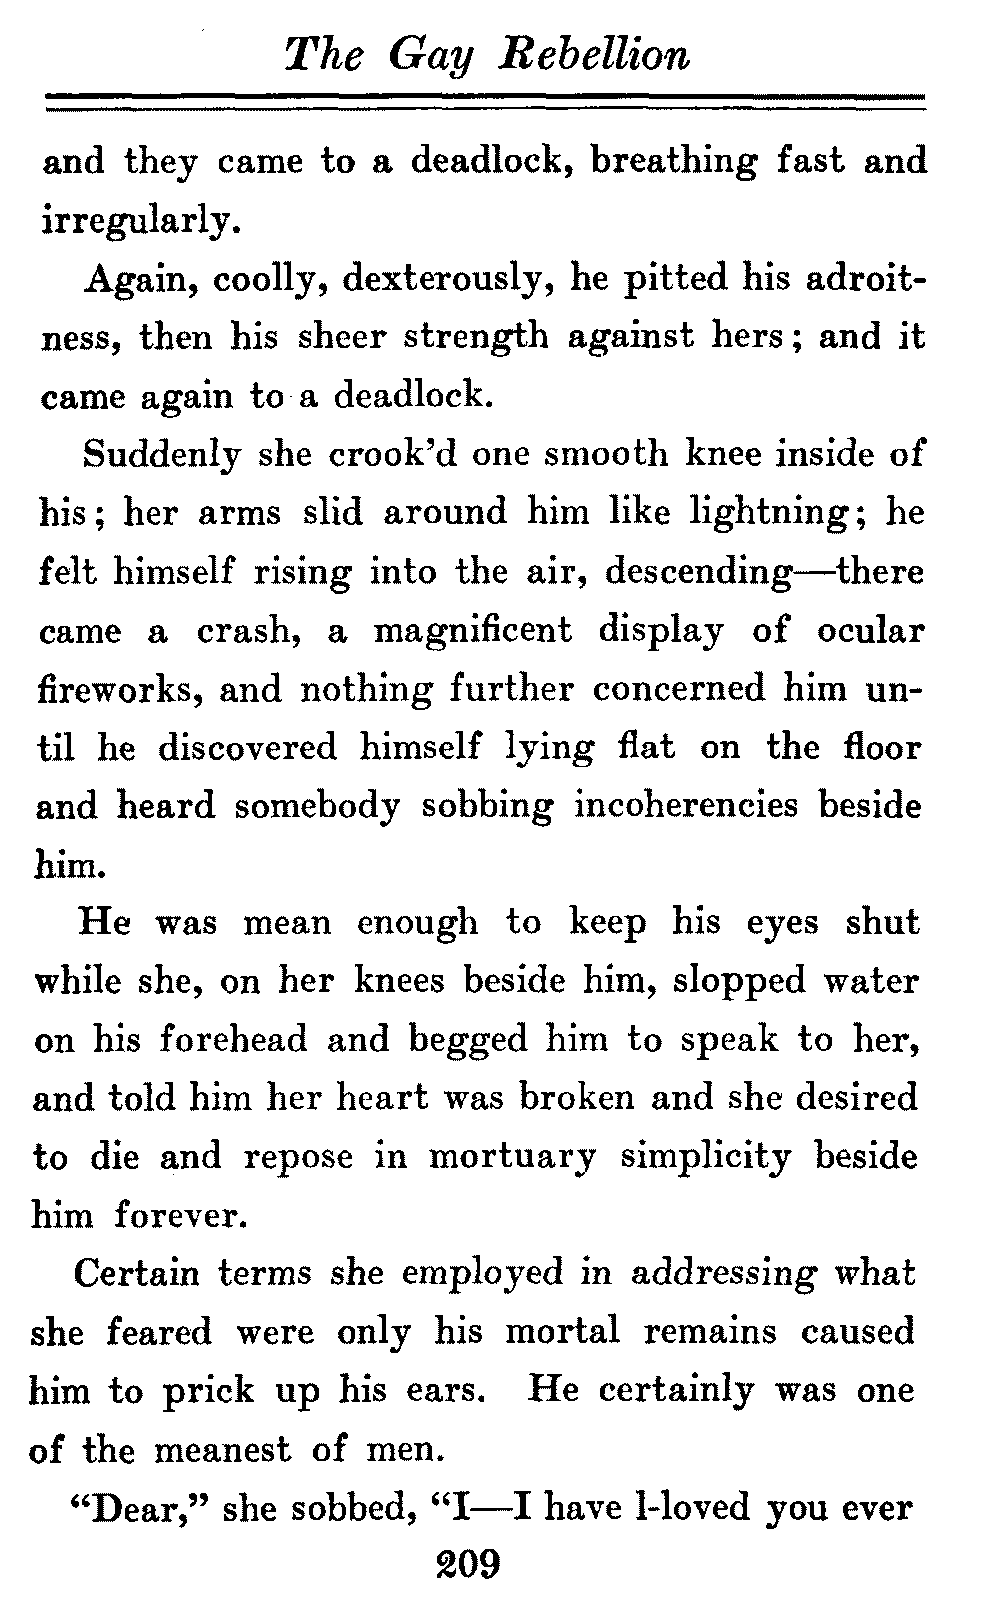 The Gay Rebellion
and they came to a deadlock, breathing fast and
irregularly.
Again, coolly, dexterously, he pitted his adroit-
ness, then his sheer strength against hers; and it
came again to a deadlock.
Suddenly she crook’d one smooth knee inside of
his; her arms slid around him like lightning; he
felt himself rising into the air, descending—there
came a crash, a magnificent display of ocular
fireworks, and nothing further concerned him un-
til he discovered himself lying flat on the floor
and heard somebody sobbing incoherencies beside
him.
He was mean enough to keep his eyes shut
while she, on her knees beside him, slopped water
on his forehead and begged him to speak to her,
and told him her heart was broken and she desired
to die and repose in mortuary simplicity beside
him forever.
Certain terms she employed in addressing what
she feared were only his mortal remains caused
him to prick up his ears. He certainly was one
of the meanest of men.
“Dear,” she sobbed, “I—I have l-loved you ever
209